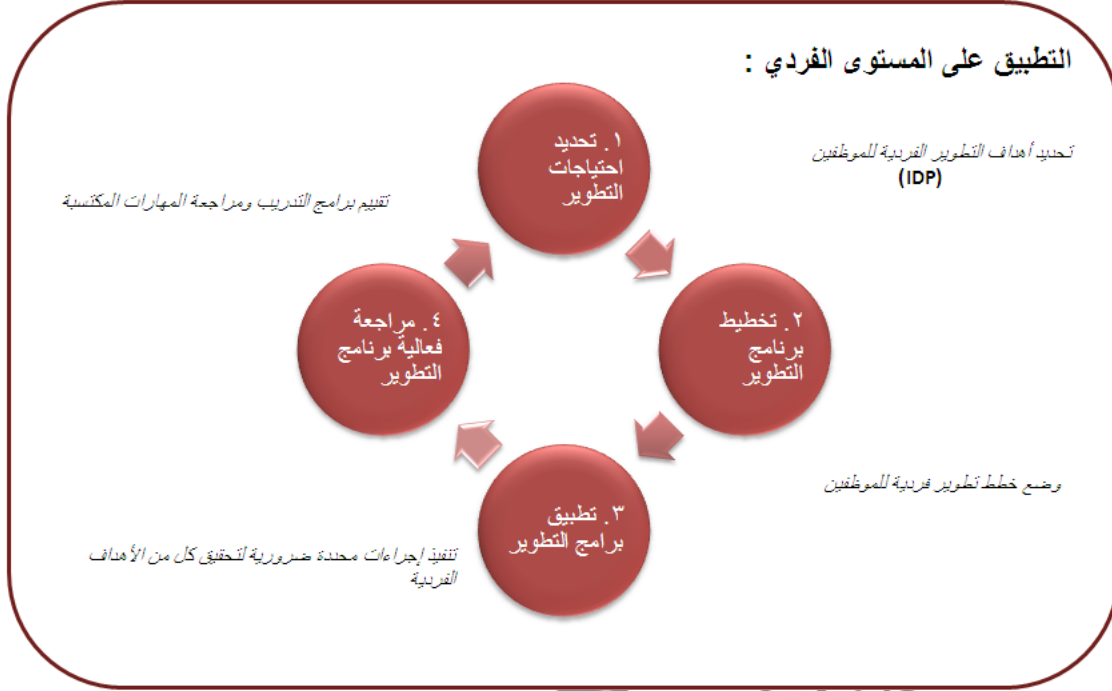 التطبيق على المستوى الفردي :
١. تحديد
احتياجات
التطوير
تحديد أهداف التطوير الفردية للموظفين
(IDP)
٢. تخطيط
برنامج
التطوير
وضع خطط تطوير فردية للموظفين
٣. تطبيق
برامج التطوير
تنفيذ إجراءات محددة ضرورية لتحقيق كل من الأهداف
الفردية
٤. مراجعة
فعالية برنامج
التطوير
تقييم برامج التدريب ومراجعة المهارات المكتسبة